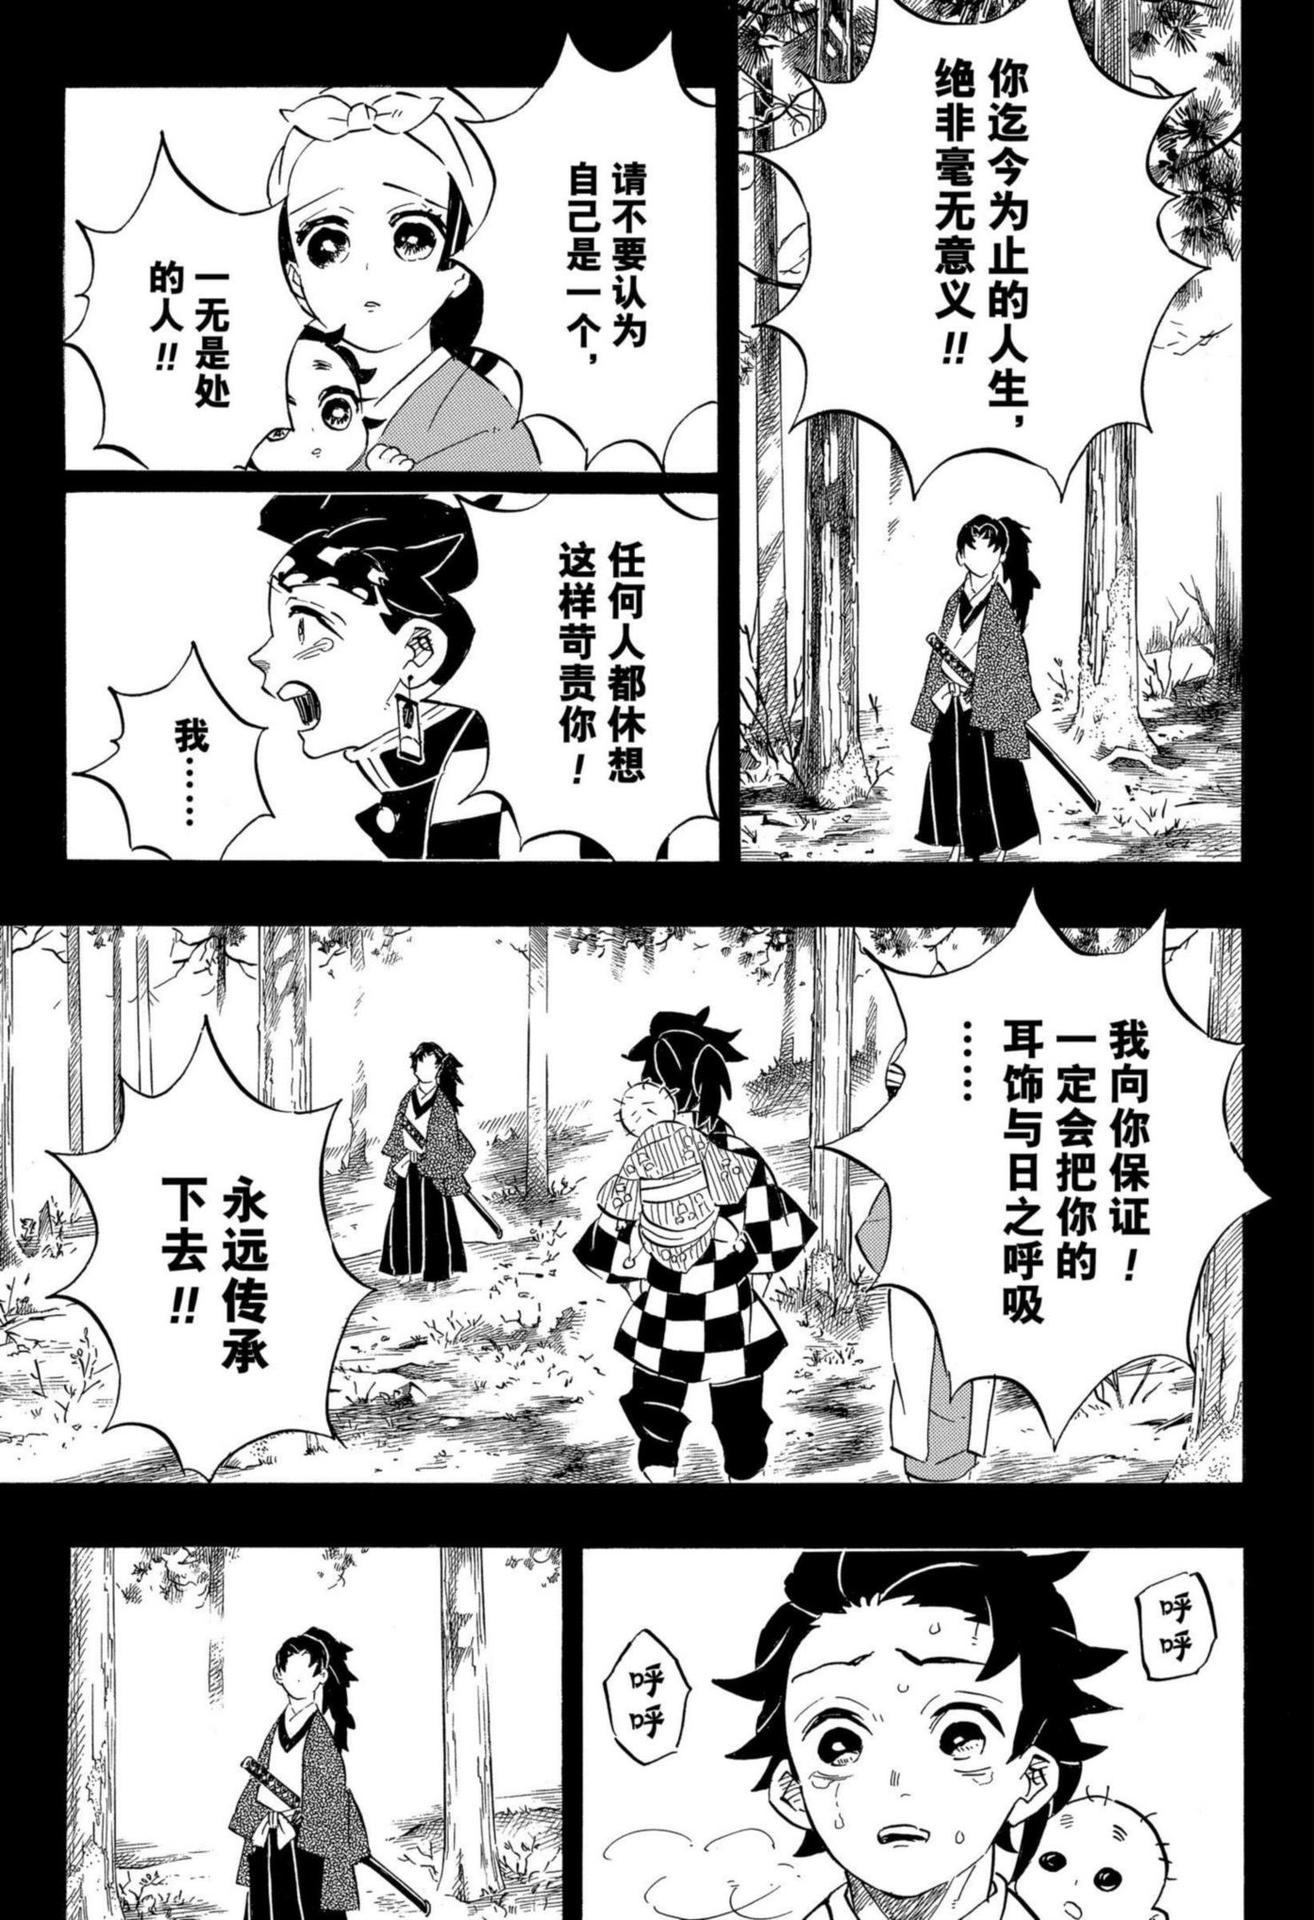 你迄今为止的人生，
绝非毫无意义!!
请不要认为
自己是一个，
一无是处
的人!!
任何人都休想
这样苛责你！
我……
我向你保证！
一定会把你的
耳饰与日之呼吸
……
永远传承
下去!!
呼
呼
呼
呼